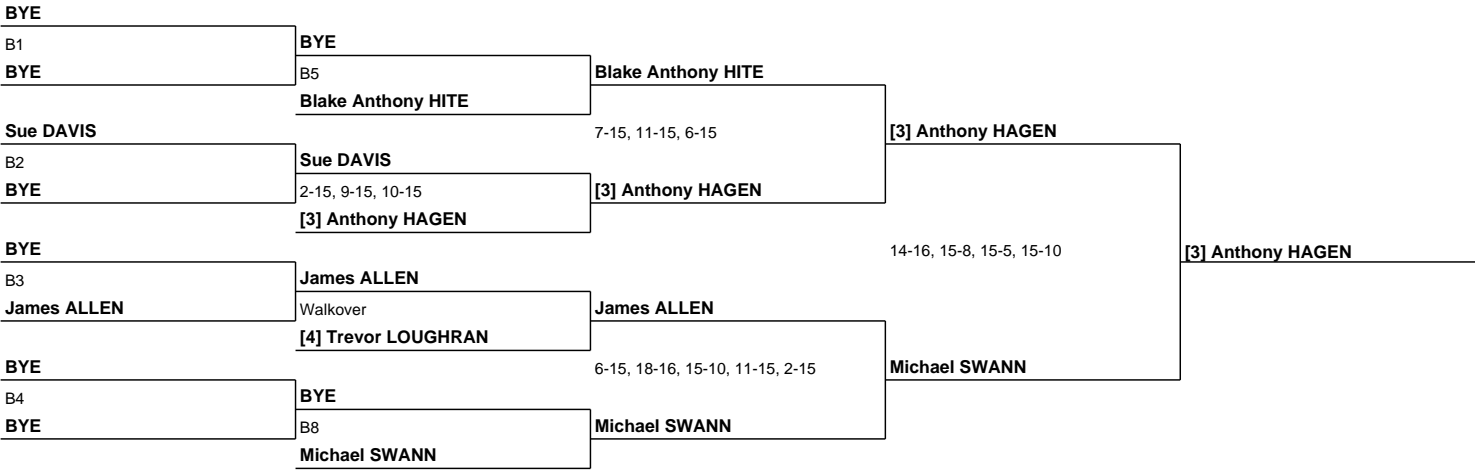 BYE
B1
BYE
BYE
B5
Blake Anthony HITE
Blake Anthony HITE
Sue DAVIS
7-15, 11-15, 6-15
[3] Anthony HAGEN
B2
Sue DAVIS
BYE
2-15, 9-15, 10-15
[3] Anthony HAGEN
[3] Anthony HAGEN
BYE
14-16, 15-8, 15-5, 15-10
[3] Anthony HAGEN
B3
James ALLEN
James ALLEN
Walkover
James ALLEN
[4] Trevor LOUGHRAN
BYE
6-15, 18-16, 15-10, 11-15, 2-15
Michael SWANN
B4
BYE
BYE
B8
Michael SWANN
Michael SWANN